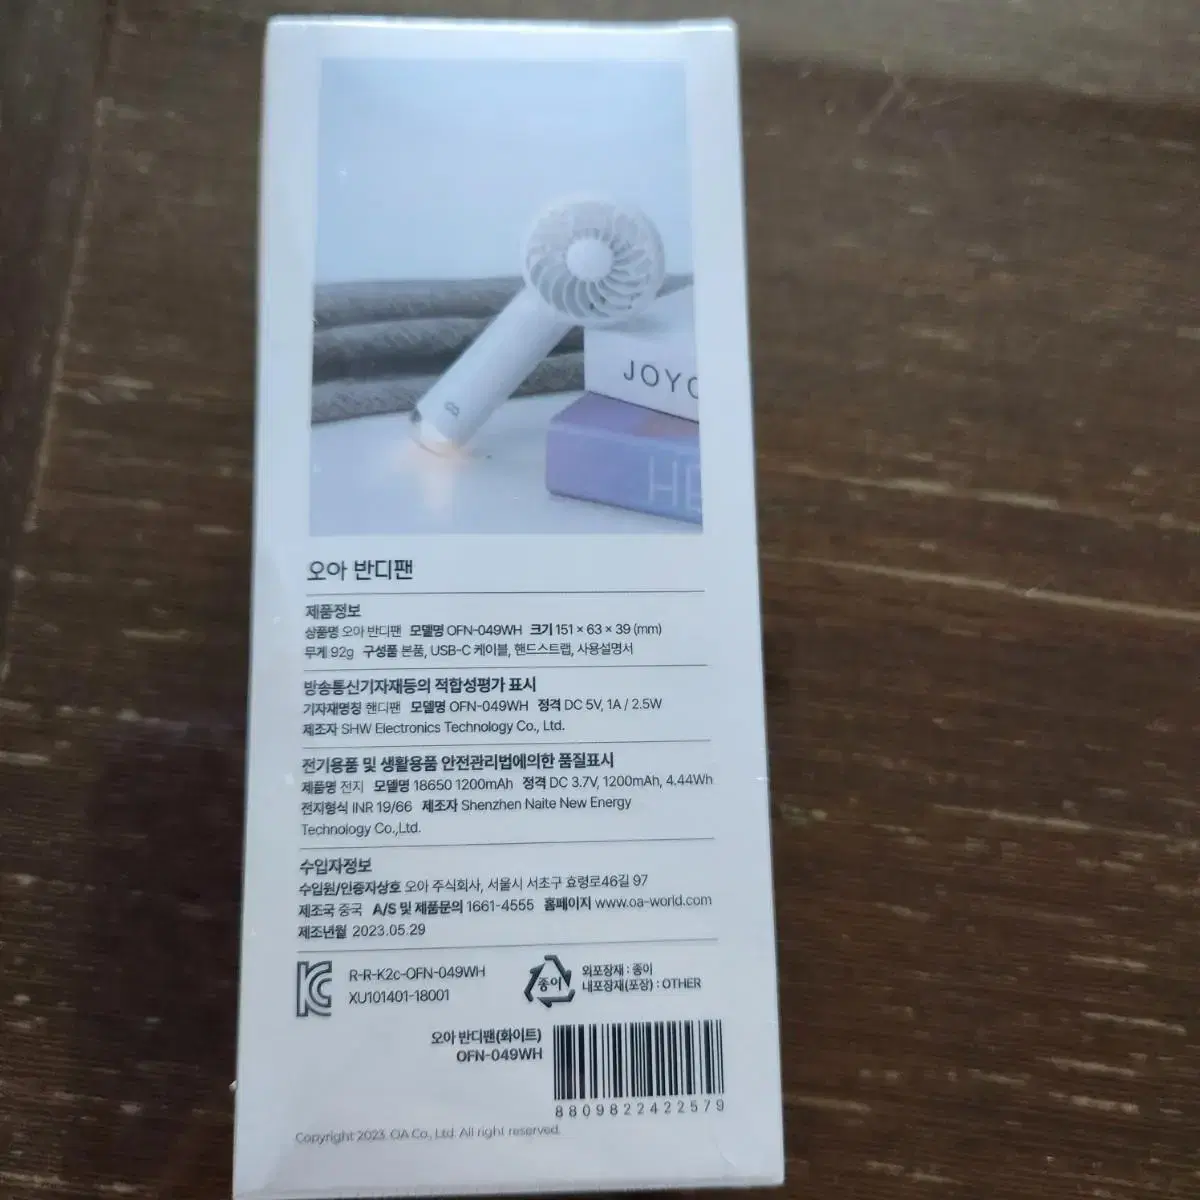 JOYC
HE
오아 반디팬
제품정보
상품명 오아 반디팬 모델명 OFN-049WH 크기 151 × 63 × 39 (mm)
무게 92g 구성품 본품, USB-C 케이블, 핸드스트랩, 사용설명서
방송통신기자재등의 적합성평가 표시
기자재명칭 핸디팬 모델명 OFN-049WH 정격 DC 5V, 1A / 2.5W
제조자 SHW Electronics Technology Co., Ltd.
전기용품 및 생활용품 안전관리법에의한 품질표시
제품명 전지 모델명 18650 1200mAh 정격 DC 3.7V, 1200mAh, 4.44Wh
전지형식 INR 19/66 제조자 Shenzhen Naite New Energy
Technology Co.,Ltd.
수입자정보
수입원/인증자상호 오아 주식회사, 서울시 서초구 효령로46길 97
제조국 중국 A/S 및 제품문의 1661-4555 홈페이지 www.oa-world.com
제조년월 2023.05.29
R-R-K2c-OFN-049WH
XU101401-18001
종이
외포장재 : 종이
내포장재(포장) : OTHER
오아 반디팬(화이트)
OFN-049WH
8809822422579
Copyright 2023. OA Co., Ltd. All right reserved.